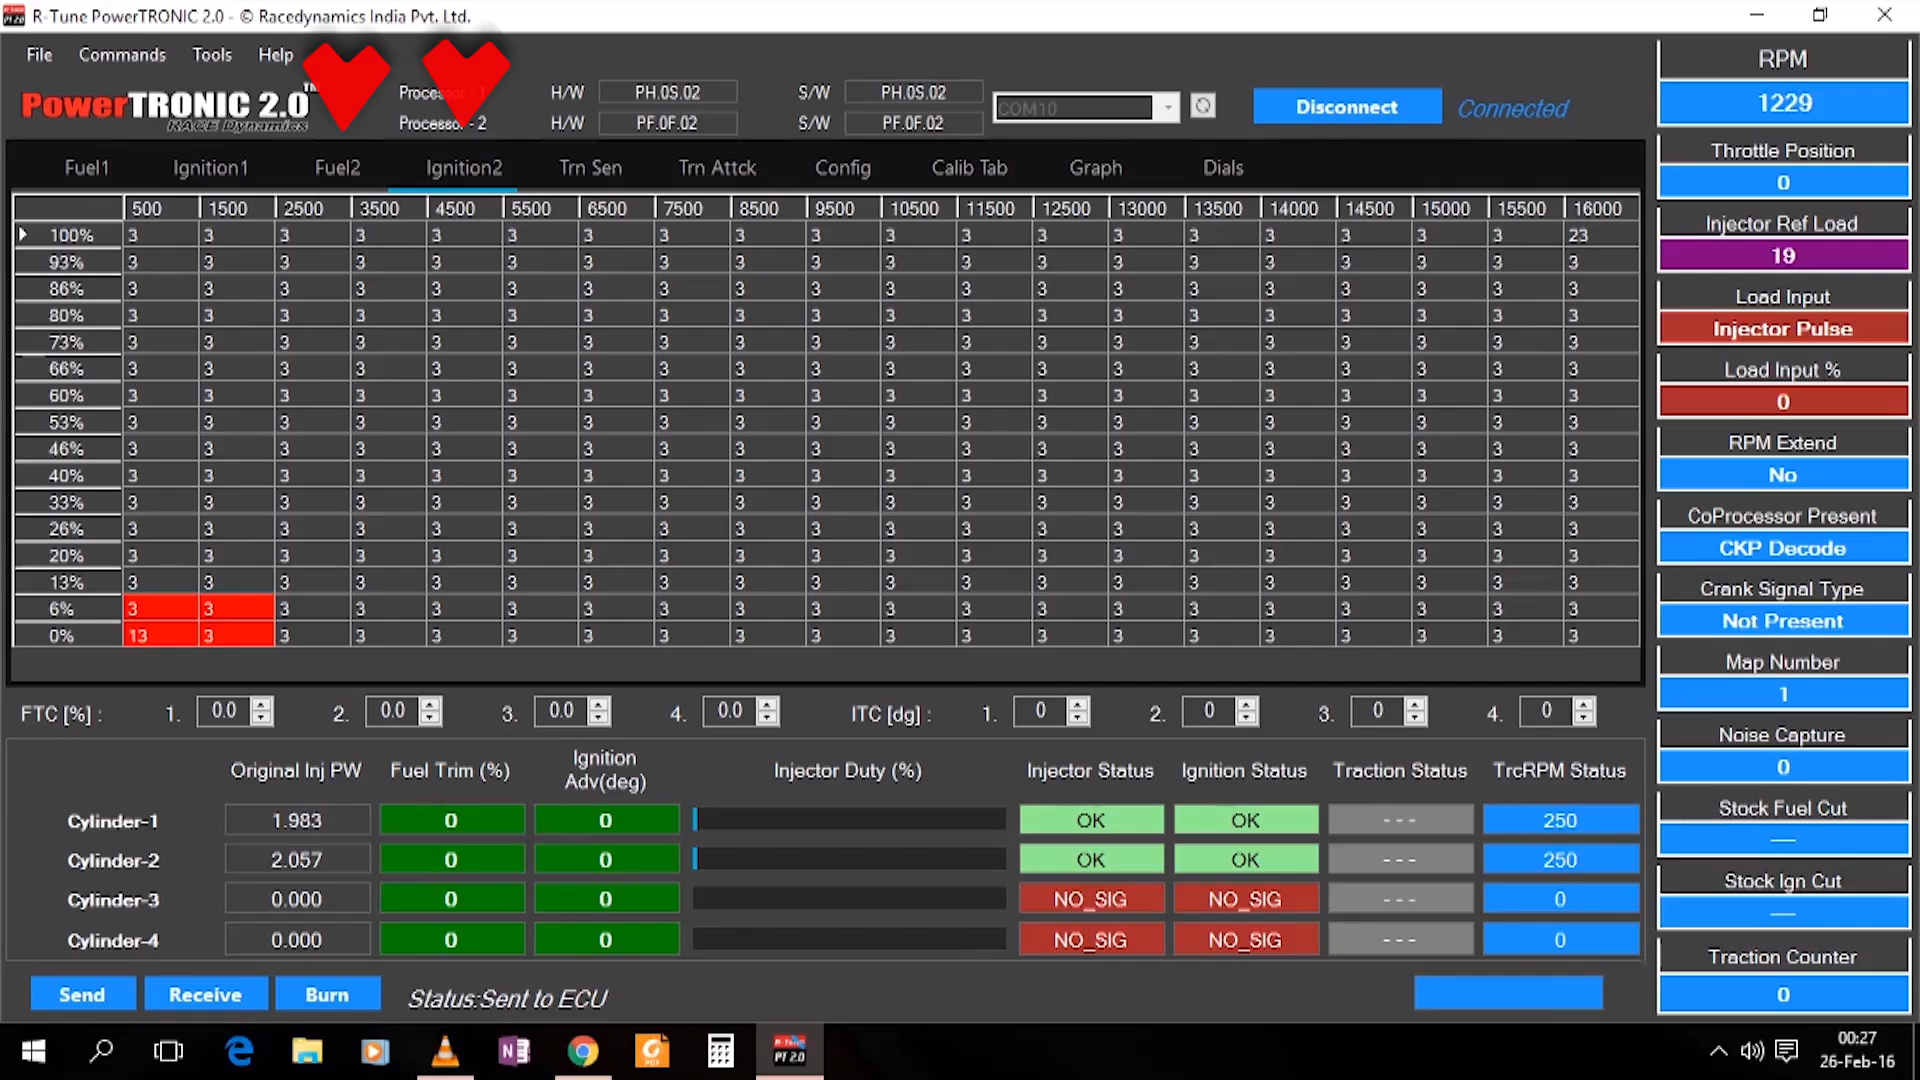 R-Tune PowerTRONIC 2.0 - © Racedynamics India Pvt. Ltd.
File Commands Tools Help
PowerTRONIC 2.0
RACE Dynamics
Processor - 1 H/W PH.0S.02 S/W PH.0S.02
Processor - 2 H/W PF.0F.02 S/W PF.0F.02
COM10 Disconnect Connected
Fuel1 Ignition1 Fuel2 Ignition2 Trn Sen Trn Attck Config Calib Tab Graph Dials
500 1500 2500 3500 4500 5500 6500 7500 8500 9500 10500 11500 12500 13000 13500 14000 14500 15000 15500 16000
100% 3 3 3 3 3 3 3 3 3 3 3 3 3 3 3 3 3 3 3 23
93% 3 3 3 3 3 3 3 3 3 3 3 3 3 3 3 3 3 3 3 3
86% 3 3 3 3 3 3 3 3 3 3 3 3 3 3 3 3 3 3 3 3
80% 3 3 3 3 3 3 3 3 3 3 3 3 3 3 3 3 3 3 3 3
73% 3 3 3 3 3 3 3 3 3 3 3 3 3 3 3 3 3 3 3 3
66% 3 3 3 3 3 3 3 3 3 3 3 3 3 3 3 3 3 3 3 3
60% 3 3 3 3 3 3 3 3 3 3 3 3 3 3 3 3 3 3 3 3
53% 3 3 3 3 3 3 3 3 3 3 3 3 3 3 3 3 3 3 3 3
46% 3 3 3 3 3 3 3 3 3 3 3 3 3 3 3 3 3 3 3 3
40% 3 3 3 3 3 3 3 3 3 3 3 3 3 3 3 3 3 3 3 3
33% 3 3 3 3 3 3 3 3 3 3 3 3 3 3 3 3 3 3 3 3
26% 3 3 3 3 3 3 3 3 3 3 3 3 3 3 3 3 3 3 3 3
20% 3 3 3 3 3 3 3 3 3 3 3 3 3 3 3 3 3 3 3 3
13% 3 3 3 3 3 3 3 3 3 3 3 3 3 3 3 3 3 3 3 3
6% 3 3 3 3 3 3 3 3 3 3 3 3 3 3 3 3 3 3 3 3
0% 13 3 3 3 3 3 3 3 3 3 3 3 3 3 3 3 3 3 3 3
FTC [%] : 1. 0.0 2. 0.0 3. 0.0 4. 0.0 ITC [dg] : 1. 0 2. 0 3. 0 4. 0
Original Inj PW Fuel Trim (%) Ignition Adv(deg) Injector Duty (%) Injector Status Ignition Status Traction Status TrcRPM Status
Cylinder-1 1.983 0 0 OK OK - - - 250
Cylinder-2 2.057 0 0 OK OK - - - 250
Cylinder-3 0.000 0 0 NO_SIG NO_SIG - - - 0
Cylinder-4 0.000 0 0 NO_SIG NO_SIG - - - 0
Send Receive Burn Status:Sent to ECU
RPM
1229
Throttle Position
0
Injector Ref Load
19
Load Input
Injector Pulse
Load Input %
0
RPM Extend
No
CoProcessor Present
CKP Decode
Crank Signal Type
Not Present
Map Number
1
Noise Capture
0
Stock Fuel Cut
—
Stock Ign Cut
—
Traction Counter
0
R-Tune
PT 2.0
00:27
26-Feb-16